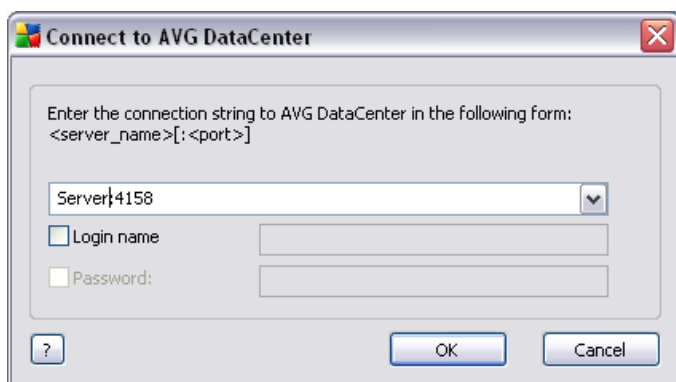 Connect to AVG DataCenter
Enter the connection string to AVG DataCenter in the following form:
<server_name>[:<port>]
Server:4158
Login name
Password:
?
OK
Cancel